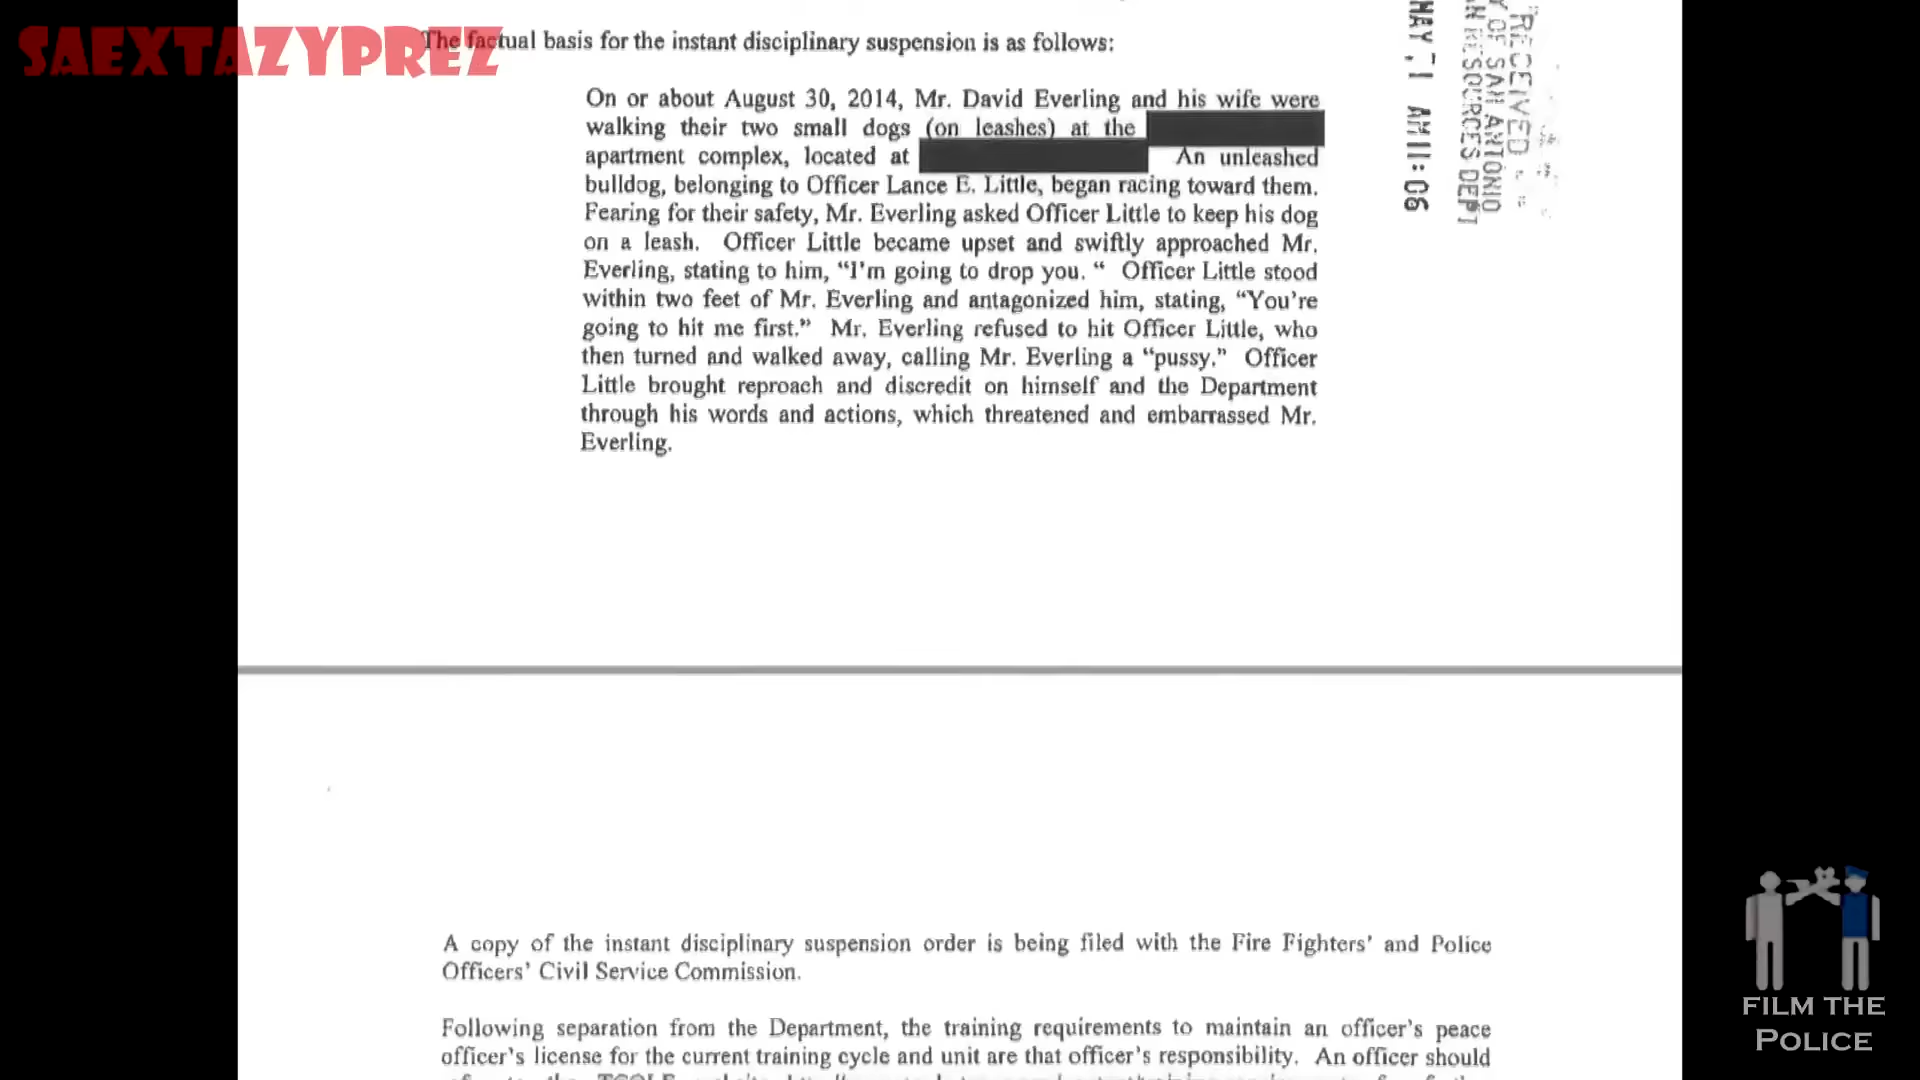 SAEXTAZYPREZ
The factual basis for the instant disciplinary suspension is as follows:
On or about August 30, 2014, Mr. David Everling and his wife were
walking their two small dogs (on leashes) at the
apartment complex, located at An unleashed
bulldog, belonging to Officer Lance E. Little, began racing toward them.
Fearing for their safety, Mr. Everling asked Officer Little to keep his dog
on a leash. Officer Little became upset and swiftly approached Mr.
Everling, stating to him, “I’m going to drop you. “ Officer Little stood
within two feet of Mr. Everling and antagonized him, stating, “You’re
going to hit me first.” Mr. Everling refused to hit Officer Little, who
then turned and walked away, calling Mr. Everling a “pussy.” Officer
Little brought reproach and discredit on himself and the Department
through his words and actions, which threatened and embarrassed Mr.
Everling.
RECEIVED
OF SAN ANTONIO
RESOURCES DEPT
AM 11:06
A copy of the instant disciplinary suspension order is being filed with the Fire Fighters’ and Police
Officers’ Civil Service Commission.
Following separation from the Department, the training requirements to maintain an officer’s peace
officer’s license for the current training cycle and unit are that officer’s responsibility. An officer should
FILM THE
POLICE